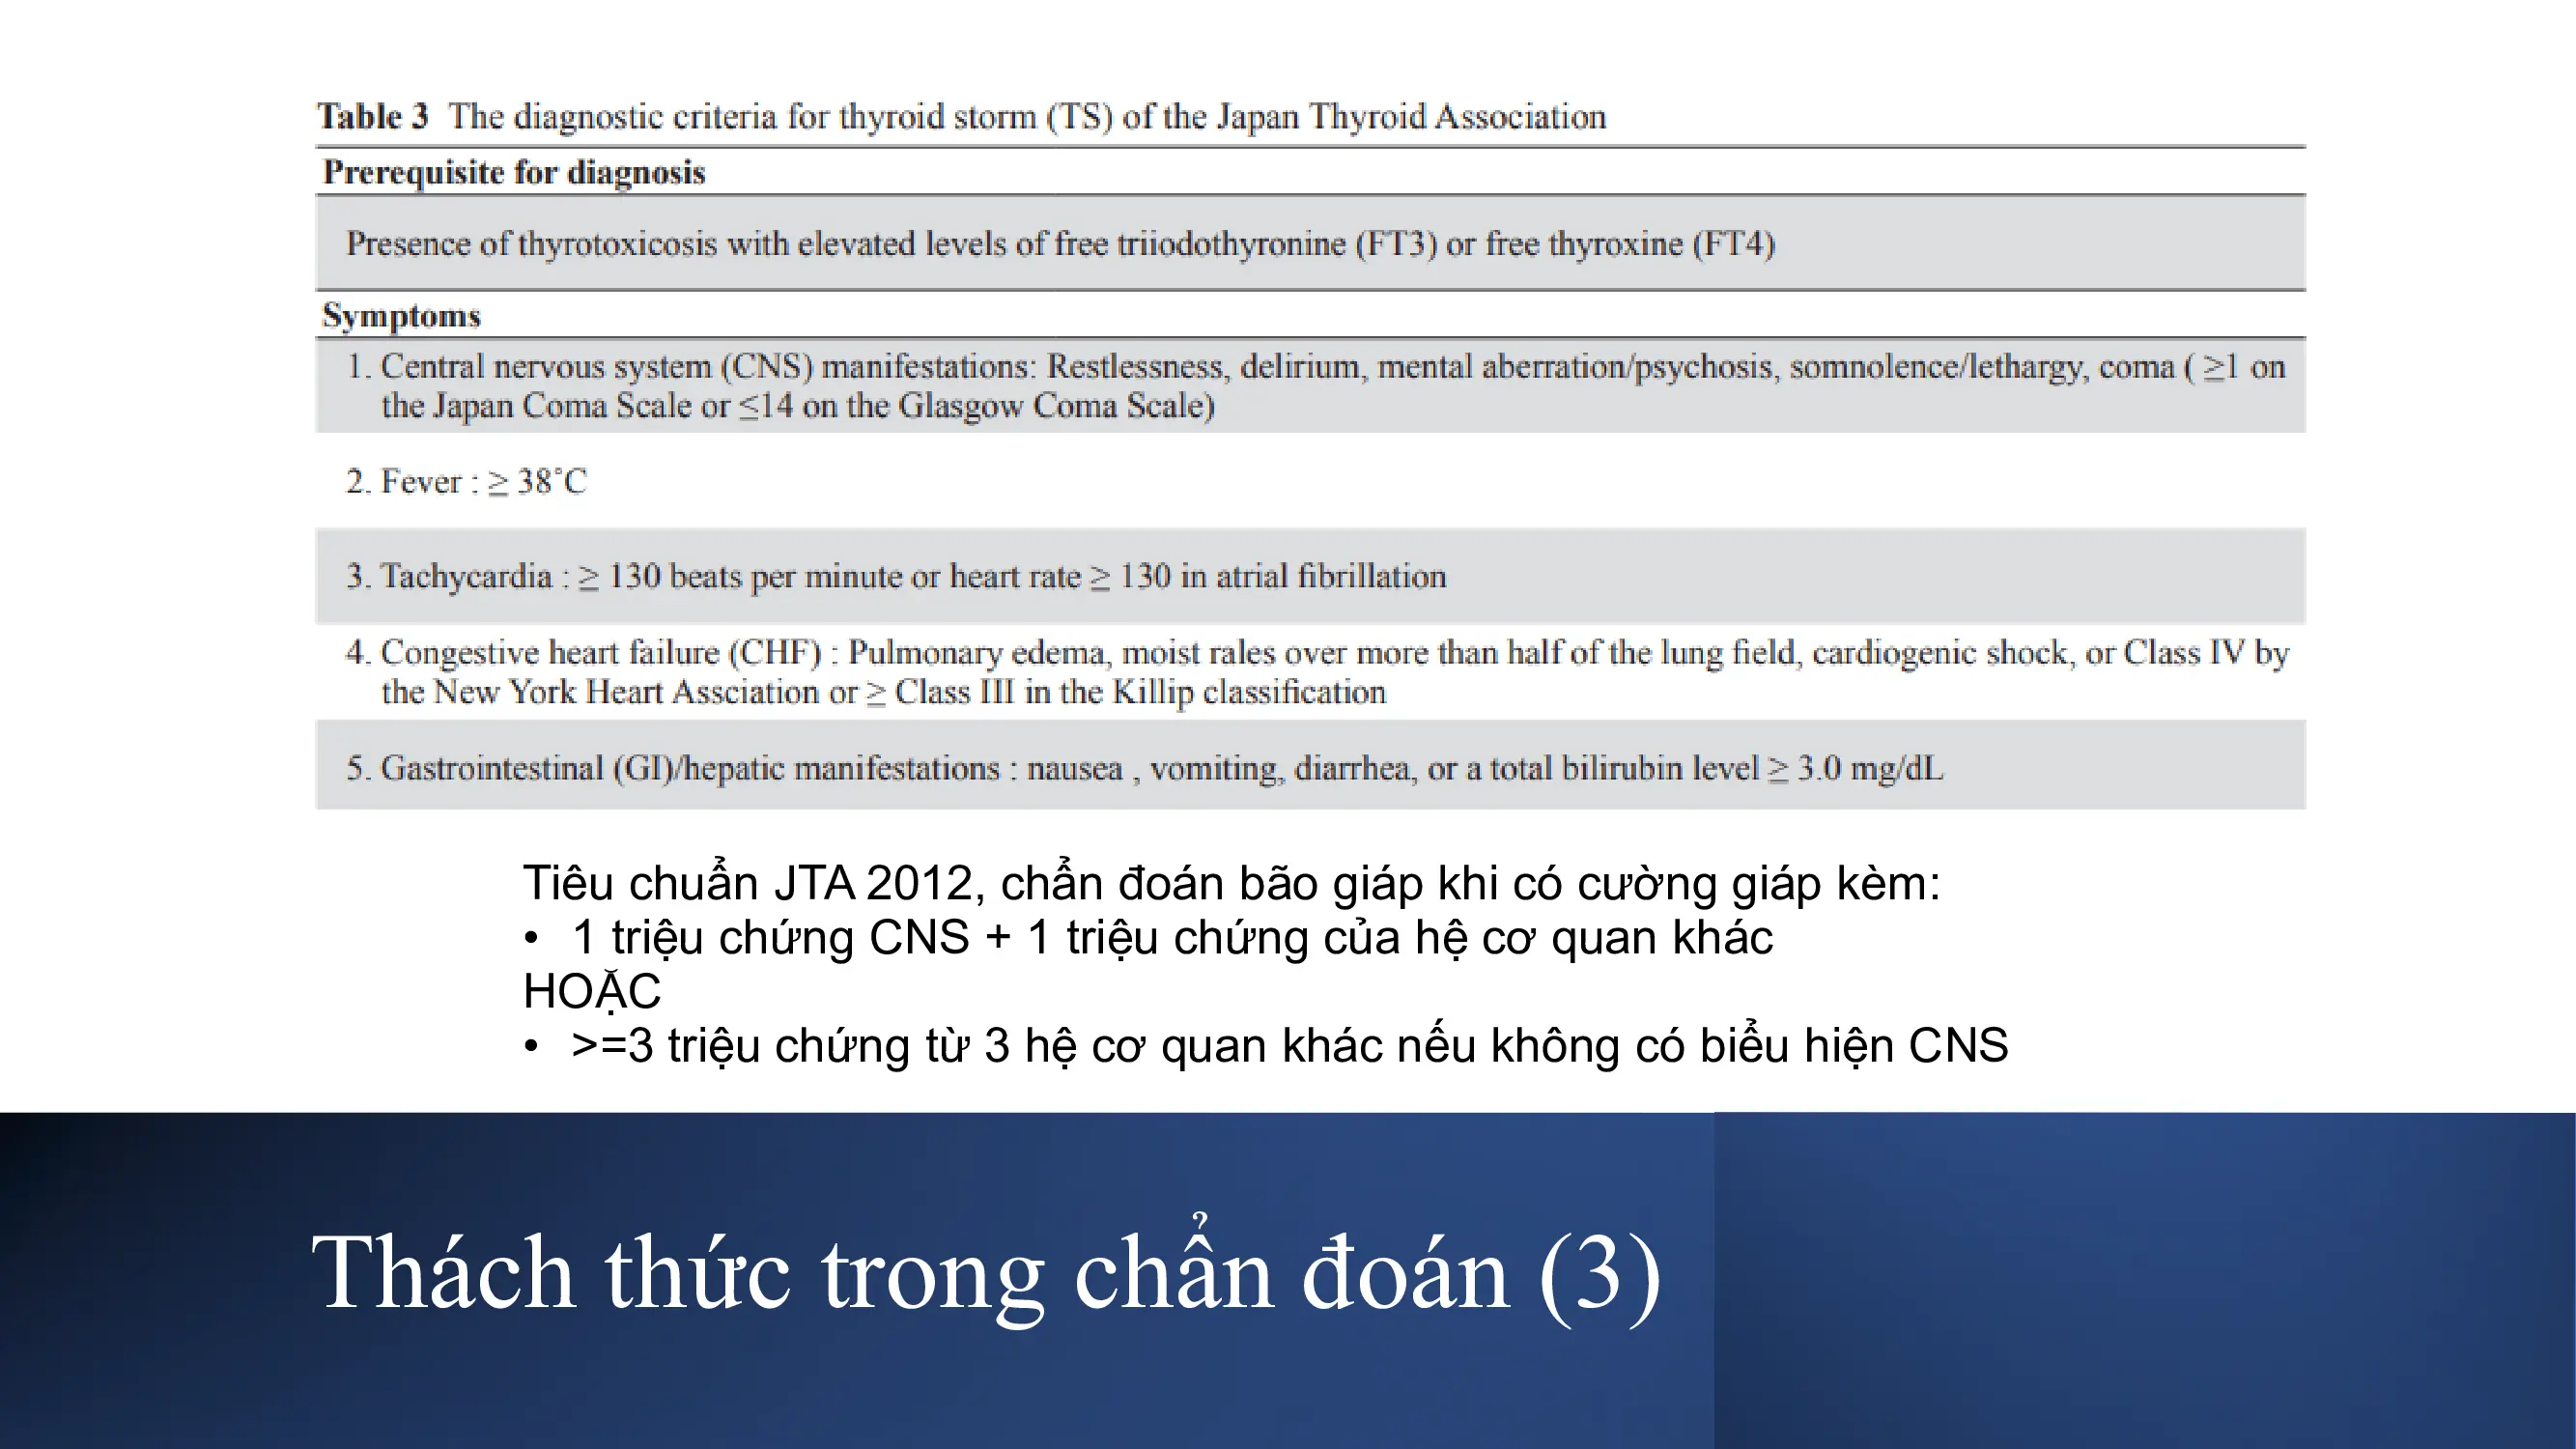 Table 3 The diagnostic criteria for thyroid storm (TS) of the Japan Thyroid Association
Prerequisite for diagnosis
Presence of thyrotoxicosis with elevated levels of free triiodothyronine (FT3) or free thyroxine (FT4)
Symptoms
1. Central nervous system (CNS) manifestations: Restlessness, delirium, mental aberration/psychosis, somnolence/lethargy, coma ( ≥1 on
the Japan Coma Scale or ≤14 on the Glasgow Coma Scale)
2. Fever : ≥ 38˚C
3. Tachycardia : ≥ 130 beats per minute or heart rate ≥ 130 in atrial fibrillation
4. Congestive heart failure (CHF) : Pulmonary edema, moist rales over more than half of the lung field, cardiogenic shock, or Class IV by
the New York Heart Assciation or ≥ Class III in the Killip classification
5. Gastrointestinal (GI)/hepatic manifestations : nausea , vomiting, diarrhea, or a total bilirubin level ≥ 3.0 mg/dL
Tiêu chuẩn JTA 2012, chẩn đoán bão giáp khi có cường giáp kèm:
• 1 triệu chứng CNS + 1 triệu chứng của hệ cơ quan khác
HOẶC
• >=3 triệu chứng từ 3 hệ cơ quan khác nếu không có biểu hiện CNS
Thách thức trong chẩn đoán (3)